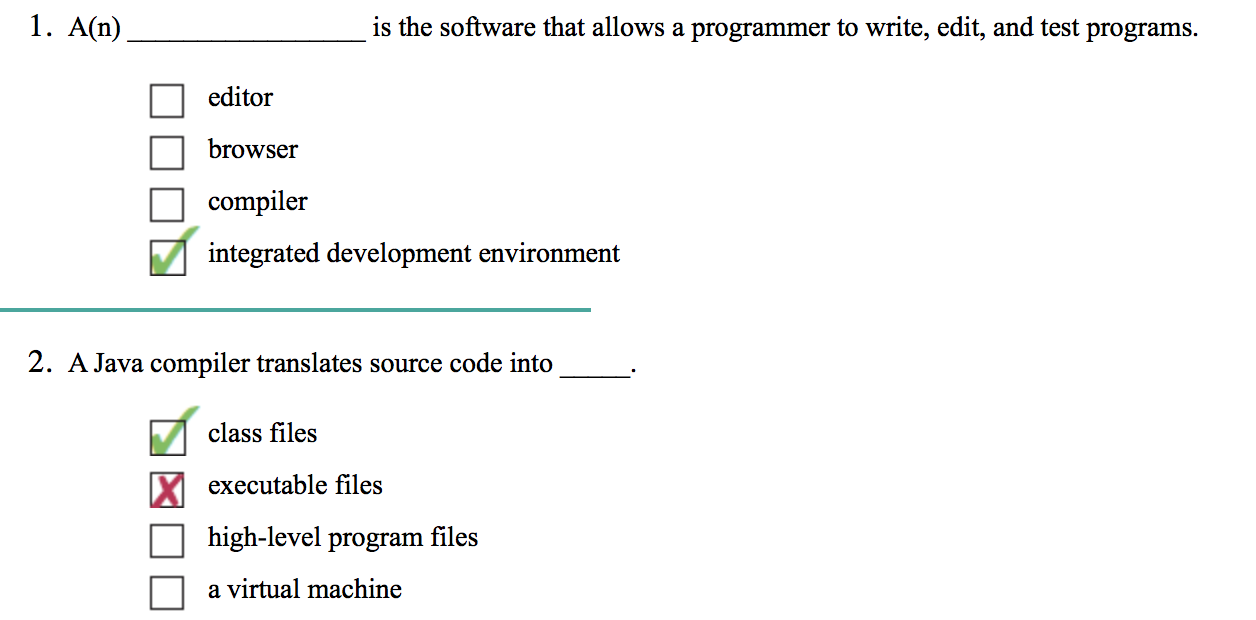 1. A(n) _________________ is the software that allows a programmer to write, edit, and test programs.
editor
browser
compiler
integrated development environment
2. A Java compiler translates source code into _____.
class files
executable files
high-level program files
a virtual machine